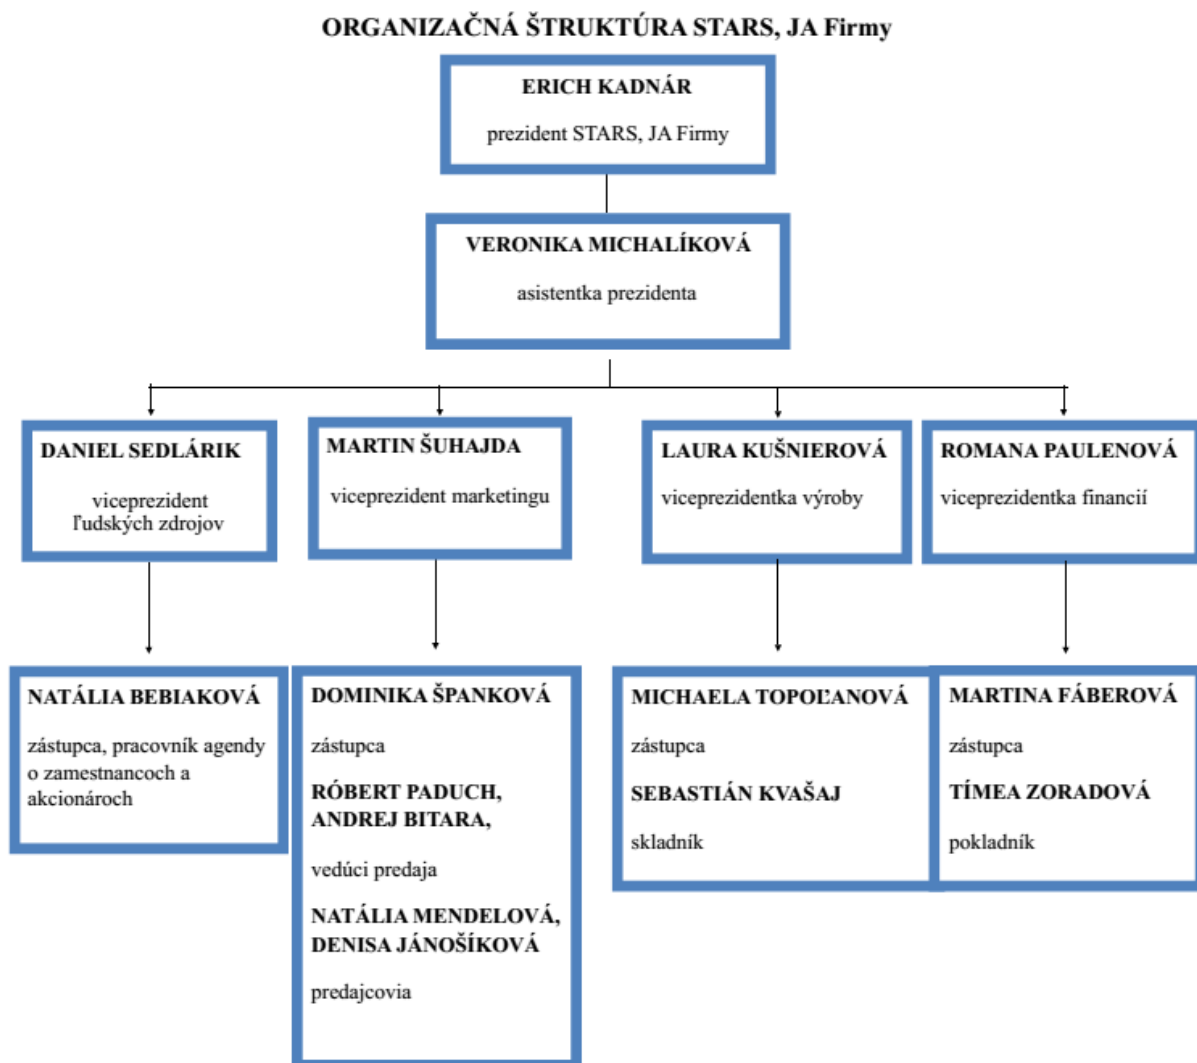 ORGANIZAČNÁ ŠTRUKTÚRA STARS, JA Firmy
ERICH KADNÁR
prezident STARS, JA Firmy
VERONIKA MICHALÍKOVÁ
asistentka prezidenta
DANIEL SEDLÁRIK
viceprezident
ľudských zdrojov
MARTIN ŠUHAJDA
viceprezident marketingu
LAURA KUŠNIEROVÁ
viceprezidentka výroby
ROMANA PAULENOVÁ
viceprezidentka financií
NATÁLIA BEBIAKOVÁ
zástupca, pracovník agendy
o zamestnancoch a
akcionároch
DOMINIKA ŠPANKOVÁ
zástupca
RÓBERT PADUCH,
ANDREJ BITARA,
vedúci predaja
NATÁLIA MENDELOVÁ,
DENISA JÁNOŠÍKOVÁ
predajcovia
MICHAELA TOPOĽANOVÁ
zástupca
SEBASTIÁN KVAŠAJ
skladník
MARTINA FÁBEROVÁ
zástupca
TÍMEA ZORADOVÁ
pokladník